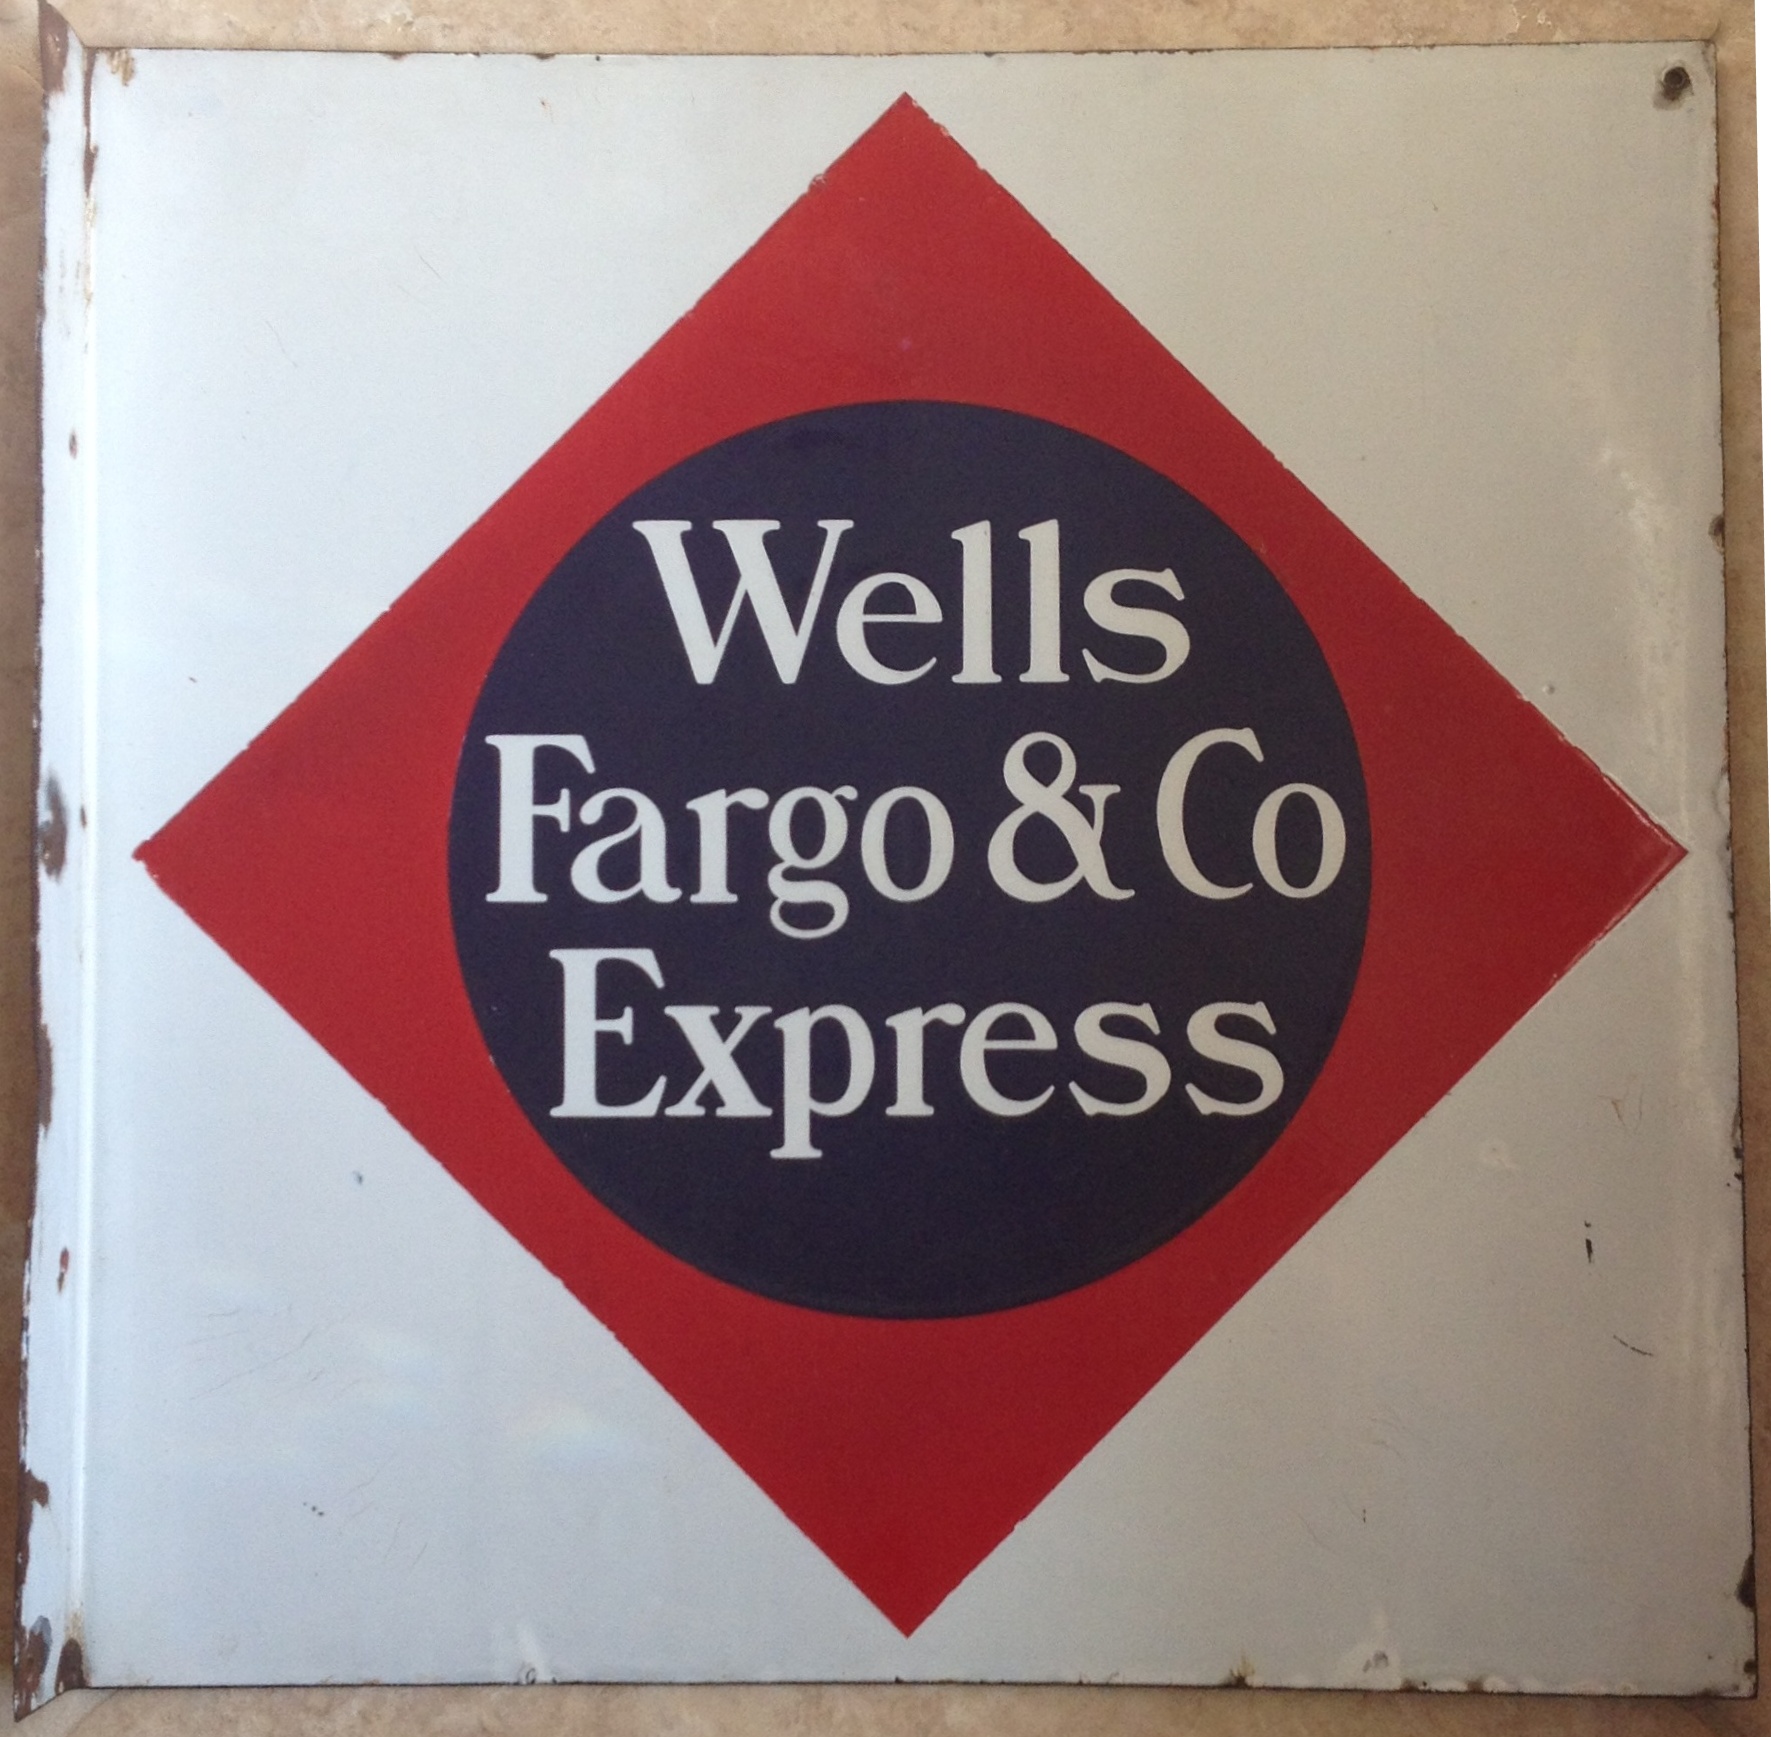 Wells
Fargo & Co
Express